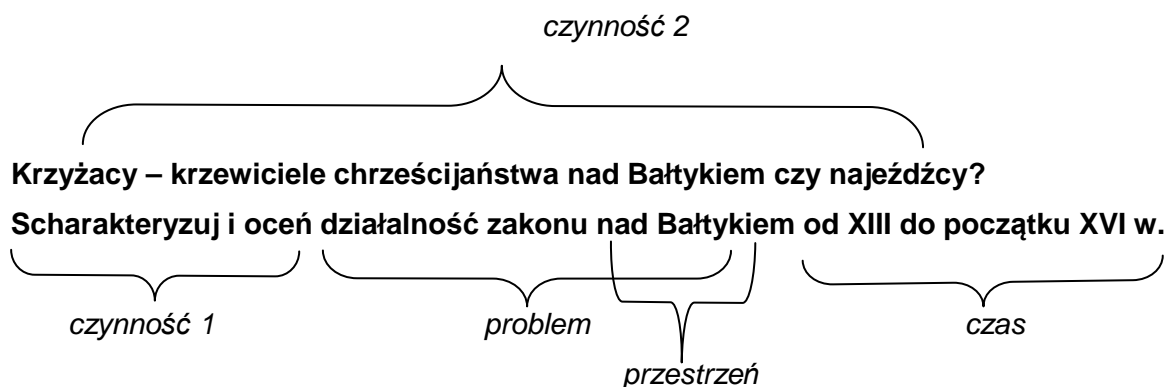 czynność 2
Krzyżacy – krzewiciele chrześcijaństwa nad Bałtykiem czy najeźdźcy?
Scharakteryzuj i oceń działalność zakonu nad Bałtykiem od XIII do początku XVI w.
czynność 1 problem czas
przestrzeń